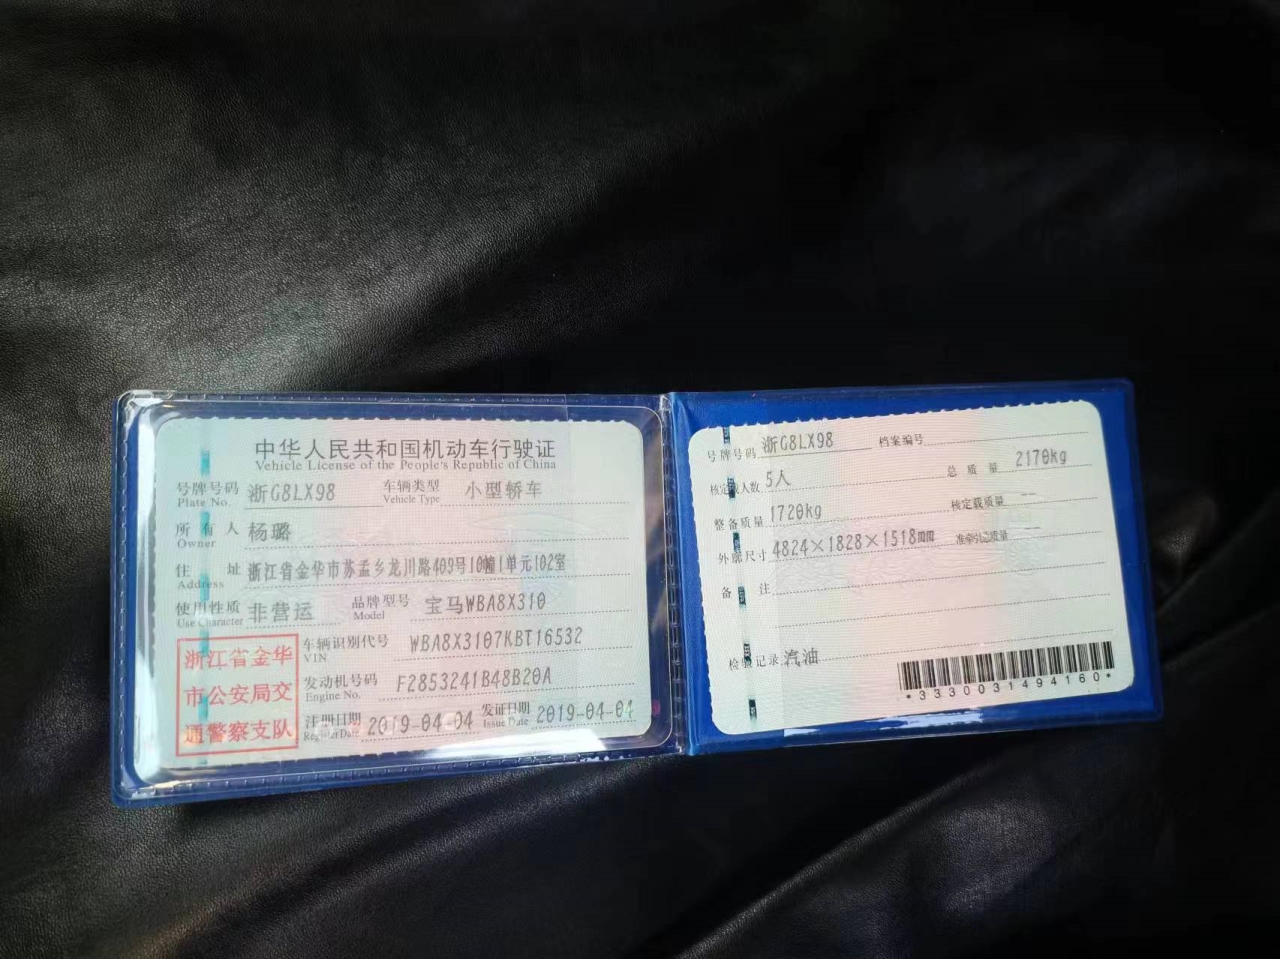 中华人民共和国机动车行驶证
Vehicle License of the People's Republic of China
号牌号码 浙G8LX98 车辆类型 小型轿车
Plate No. Vehicle Type
所有人 杨璐
Owner
住址 浙江省金华市苏孟乡龙川路409号10幢1单元102室
Address
使用性质 非营运 品牌型号 宝马WBA8X310
Use Character Model
浙江省金华
市公安局交
通警察支队
车辆识别代号 WBA8X3107KBT16532
VIN
发动机号码 F2853241B48B20A
Engine No.
注册日期 2019-04-04 发证日期 2019-04-04
Register Date Issue Date
号牌号码 浙G8LX98 档案编号
核定载人数 5人 总质量 2170kg
整备质量 1720kg 核定载质量 --
外廓尺寸 4824×1828×1518mm 准牵引总质量 --
备注
检验记录 汽油
*3330031494160*